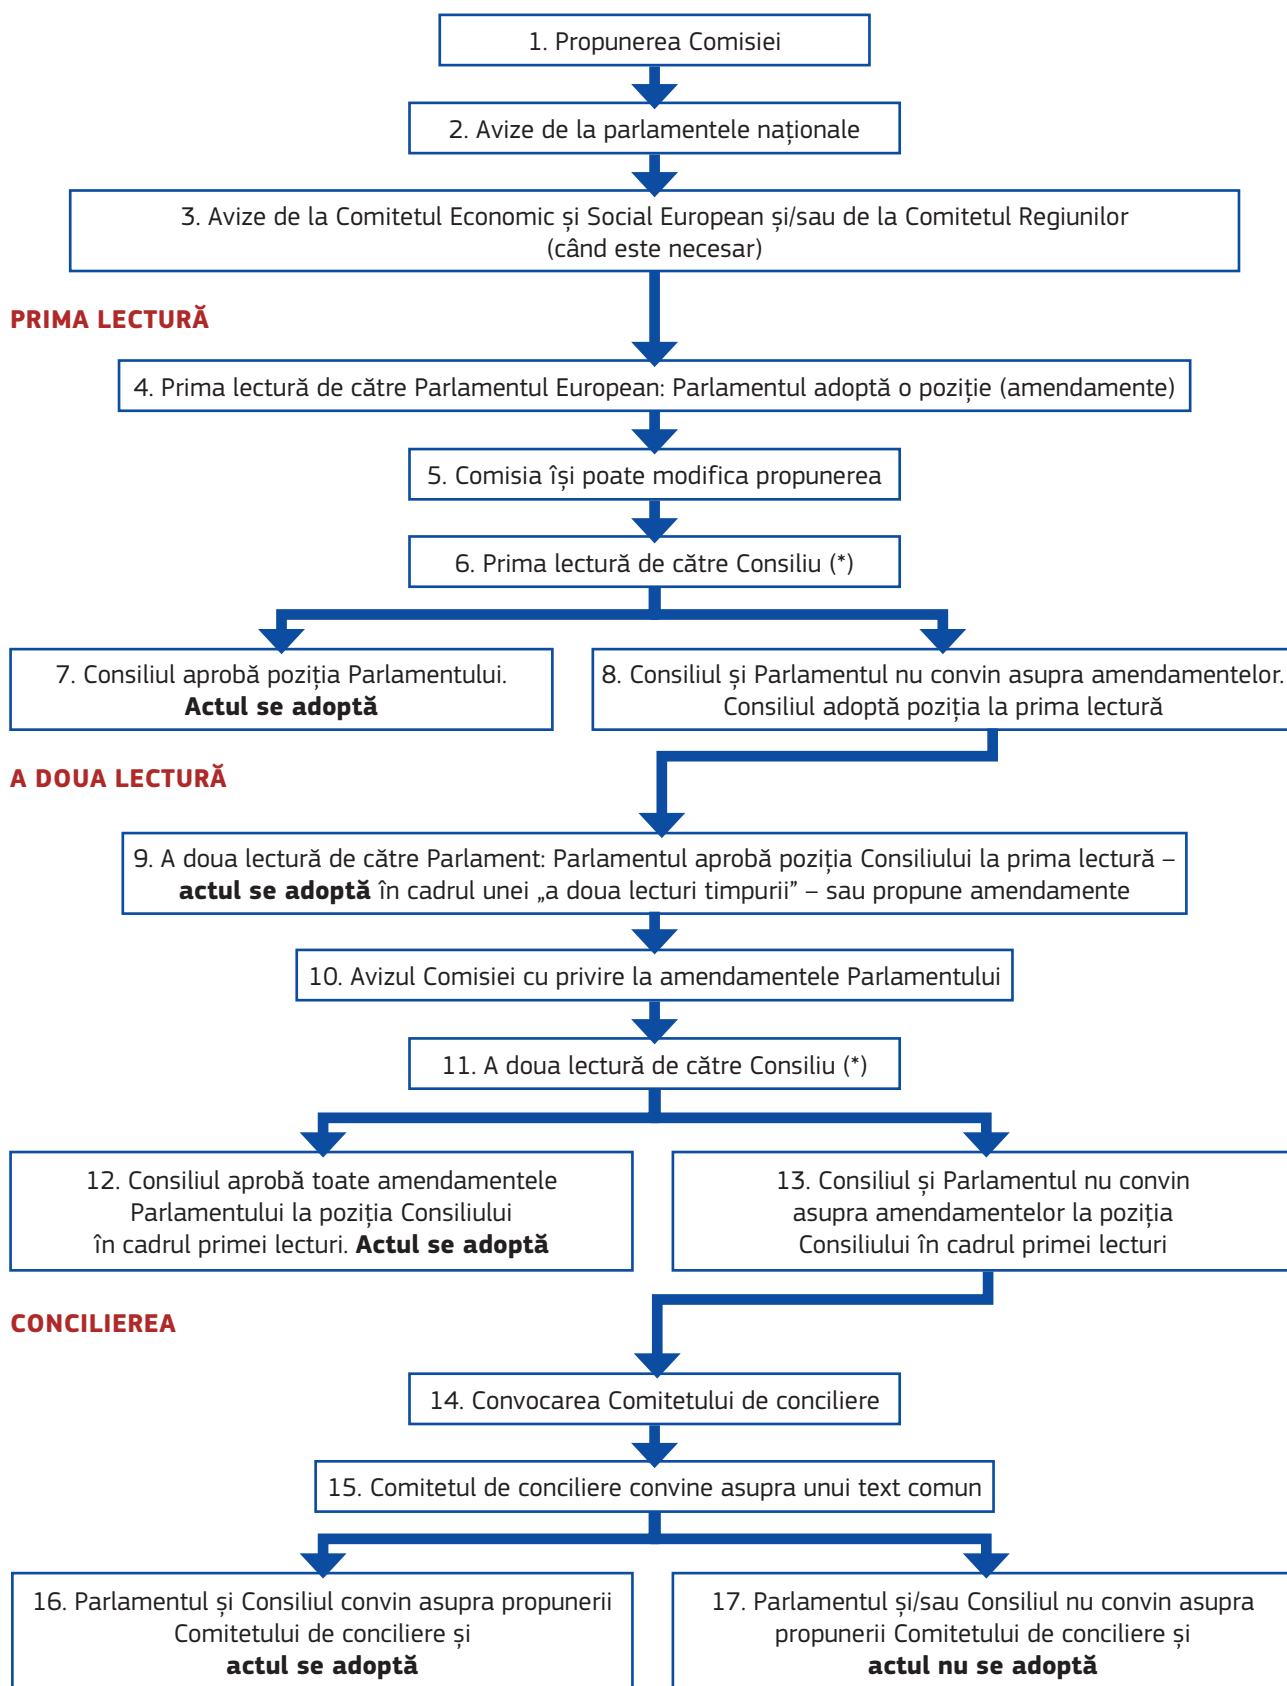 1. Propunerea Comisiei
2. Avize de la parlamentele naționale
3. Avize de la Comitetul Economic și Social European și/sau de la Comitetul Regiunilor
(când este necesar)
PRIMA LECTURĂ
4. Prima lectură de către Parlamentul European: Parlamentul adoptă o poziție (amendamente)
5. Comisia își poate modifica propunerea
6. Prima lectură de către Consiliu (*)
7. Consiliul aprobă poziția Parlamentului.
Actul se adoptă
8. Consiliul și Parlamentul nu convin asupra amendamentelor.
Consiliul adoptă poziția la prima lectură
A DOUA LECTURĂ
9. A doua lectură de către Parlament: Parlamentul aprobă poziția Consiliului la prima lectură –
actul se adoptă în cadrul unei „a doua lecturi timpurii” – sau propune amendamente
10. Avizul Comisiei cu privire la amendamentele Parlamentului
11. A doua lectură de către Consiliu (*)
12. Consiliul aprobă toate amendamentele
Parlamentului la poziția Consiliului
în cadrul primei lecturi. Actul se adoptă
13. Consiliul și Parlamentul nu convin
asupra amendamentelor la poziția
Consiliului în cadrul primei lecturi
CONCILIEREA
14. Convocarea Comitetului de conciliere
15. Comitetul de conciliere convine asupra unui text comun
16. Parlamentul și Consiliul convin asupra propunerii
Comitetului de conciliere și
actul se adoptă
17. Parlamentul și/sau Consiliul nu convin asupra
propunerii Comitetului de conciliere și
actul nu se adoptă